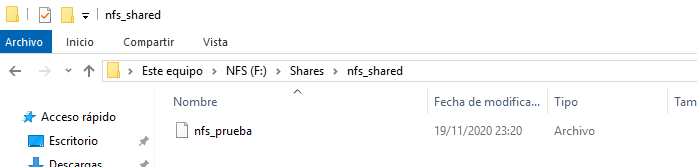 nfs_shared
Archivo Inicio Compartir Vista
Este equipo NFS (F:) Shares nfs_shared
Nombre Fecha de modifica... Tipo Tam
Acceso rápido
nfs_prueba 19/11/2020 23:20 Archivo
Escritorio
Descargas